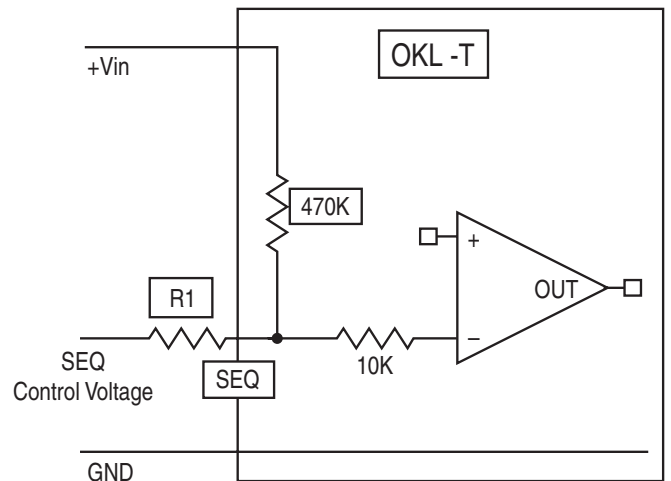 OKL -T
+Vin
470K
+
OUT
R1
−
10K
SEQ
SEQ
Control Voltage
GND